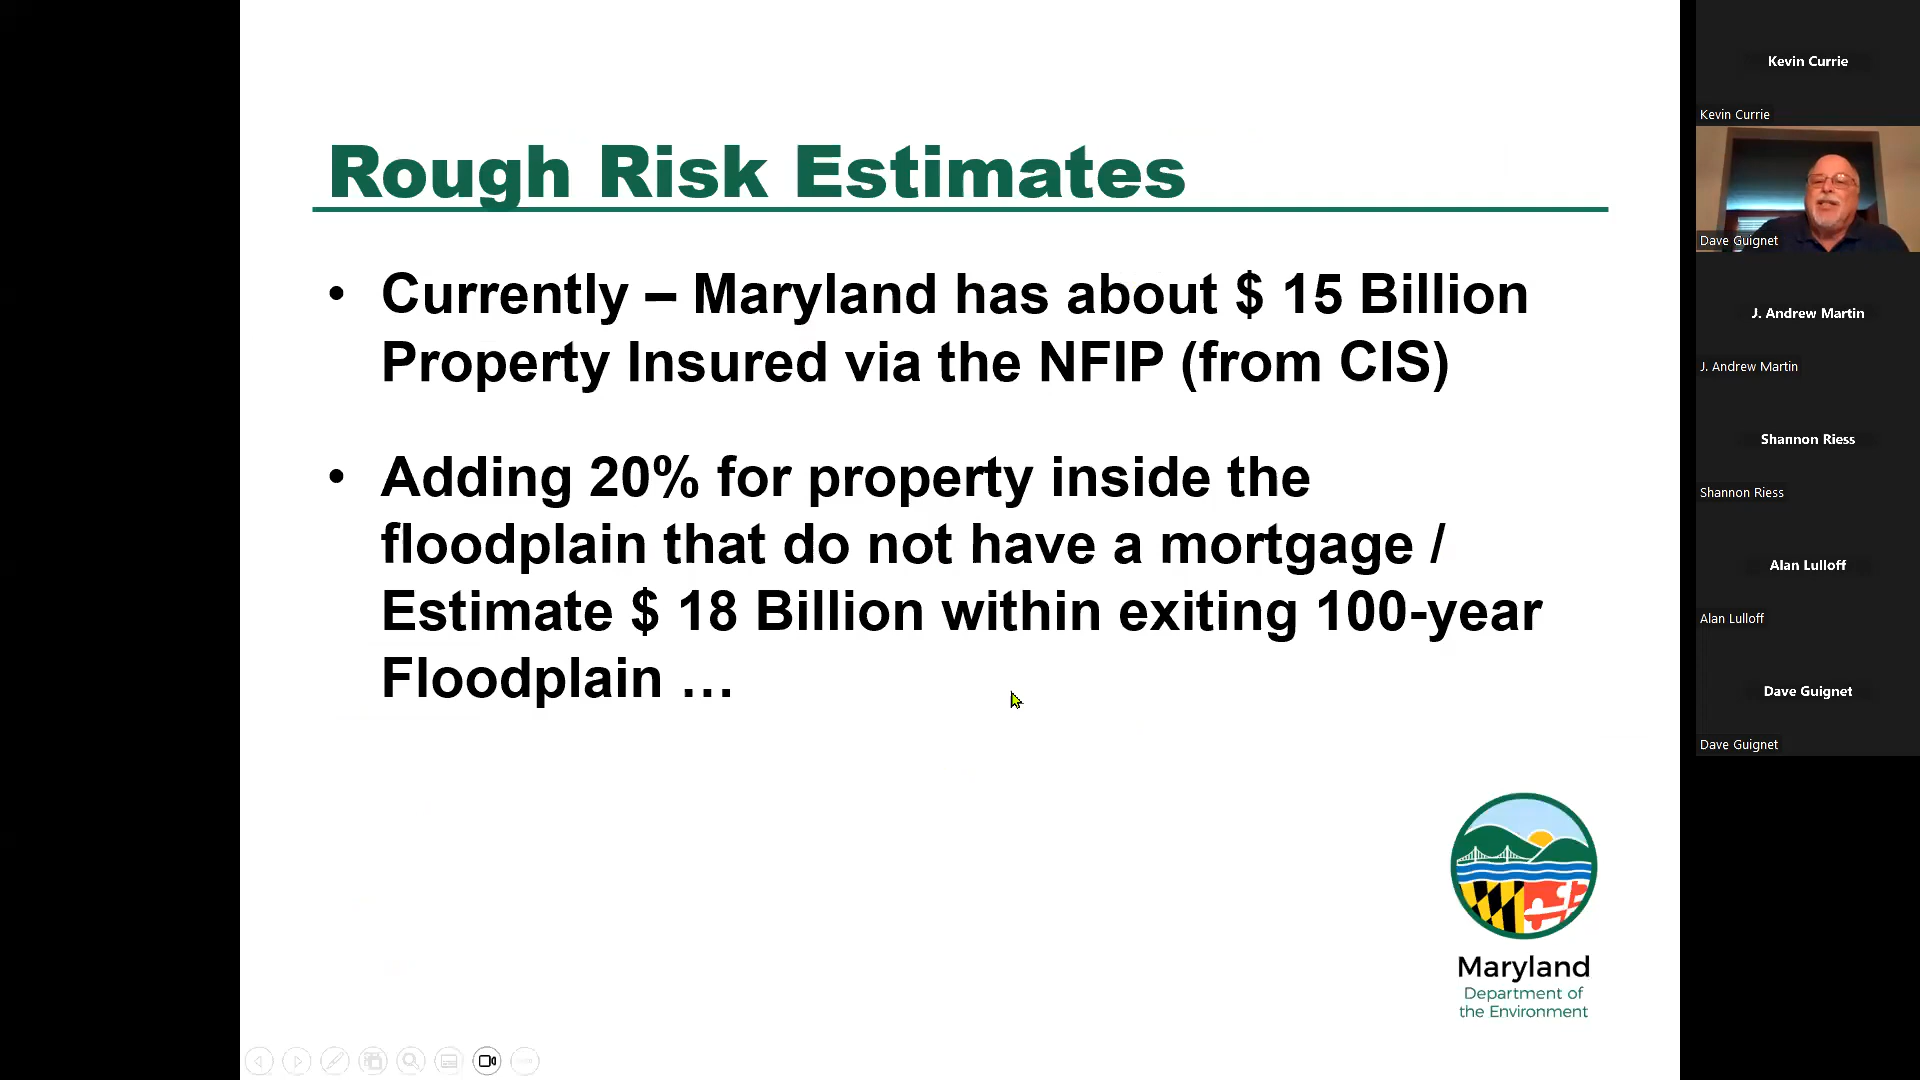 Rough Risk Estimates
• Currently – Maryland has about $ 15 Billion
Property Insured via the NFIP (from CIS)
• Adding 20% for property inside the
floodplain that do not have a mortgage /
Estimate $ 18 Billion within exiting 100-year
Floodplain …
Maryland
Department of
the Environment
Kevin Currie
Kevin Currie
Dave Guignet
J. Andrew Martin
J. Andrew Martin
Shannon Riess
Shannon Riess
Alan Lulloff
Alan Lulloff
Dave Guignet
Dave Guignet